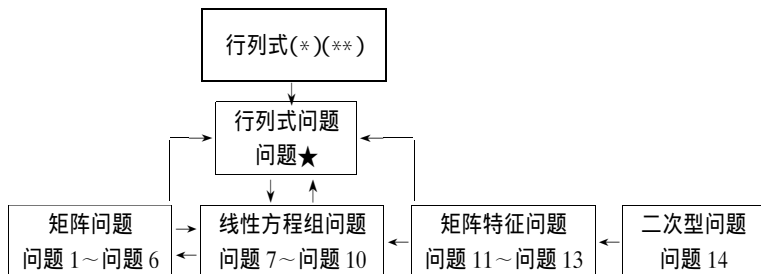 行列式(*)(**)
行列式问题
问题★
矩阵问题
问题 1～问题 6
线性方程组问题
问题 7～问题 10
矩阵特征问题
问题 11～问题 13
二次型问题
问题 14